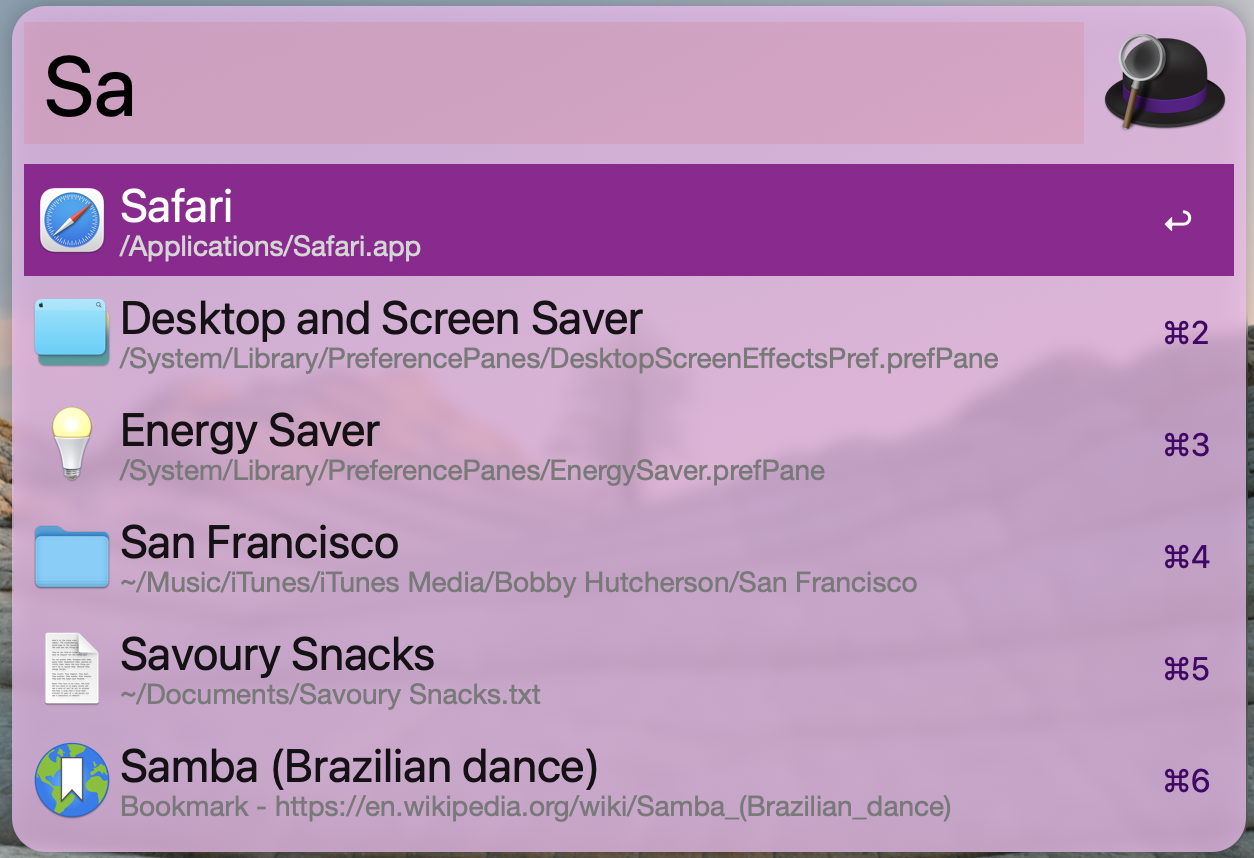 Sa
Safari
/Applications/Safari.app
↩
Desktop and Screen Saver
/System/Library/PreferencePanes/DesktopScreenEffectsPref.prefPane
⌘2
Energy Saver
/System/Library/PreferencePanes/EnergySaver.prefPane
⌘3
San Francisco
~/Music/iTunes/iTunes Media/Bobby Hutcherson/San Francisco
⌘4
Savoury Snacks
~/Documents/Savoury Snacks.txt
⌘5
Samba (Brazilian dance)
Bookmark - https://en.wikipedia.org/wiki/Samba_(Brazilian_dance)
⌘6